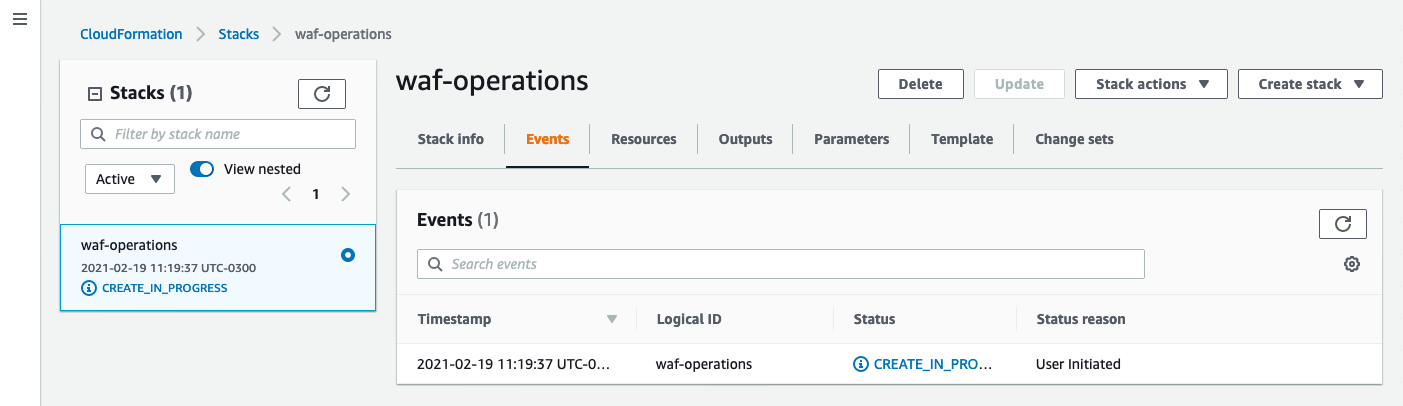 CloudFormation > Stacks > waf-operations
Stacks (1)
Filter by stack name
Active
View nested
1
waf-operations
2021-02-19 11:19:37 UTC-0300
CREATE_IN_PROGRESS
waf-operations
Delete
Update
Stack actions
Create stack
Stack info
Events
Resources
Outputs
Parameters
Template
Change sets
Events (1)
Search events
Timestamp Logical ID Status Status reason
2021-02-19 11:19:37 UTC-0... waf-operations CREATE_IN_PRO... User Initiated